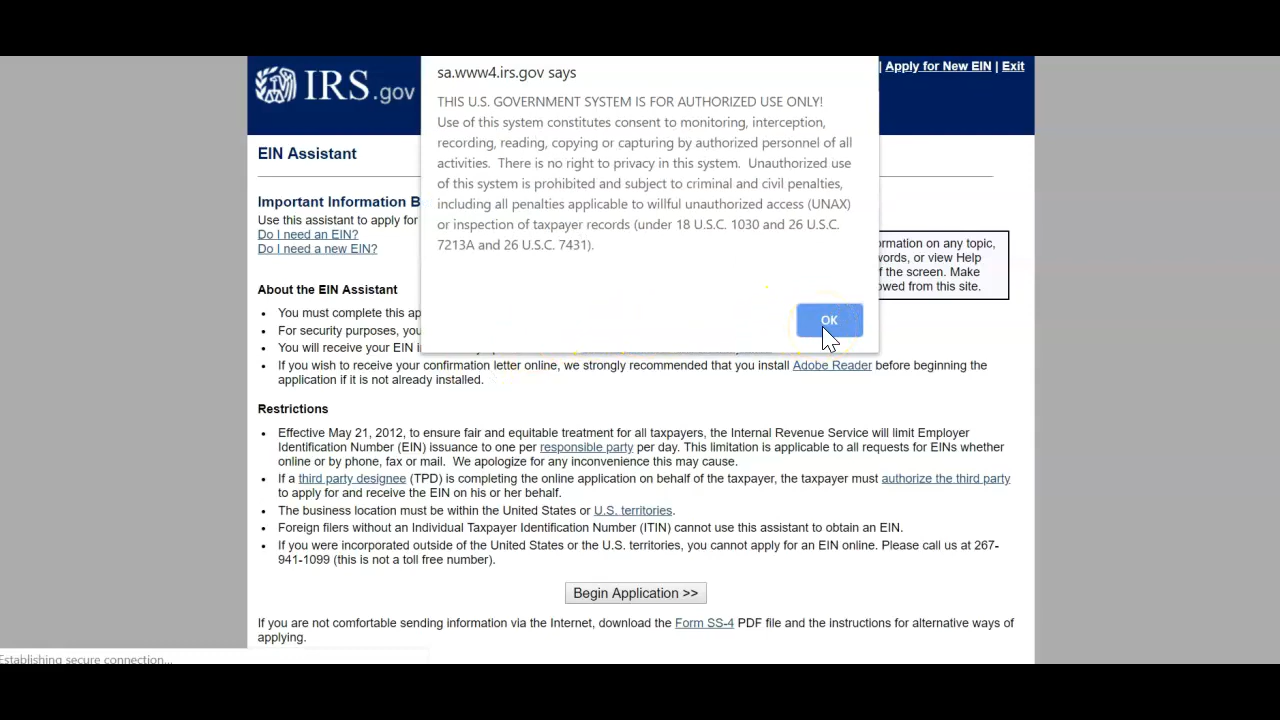 IRS.gov
| Apply for New EIN | Exit
sa.www4.irs.gov says
THIS U.S. GOVERNMENT SYSTEM IS FOR AUTHORIZED USE ONLY!
Use of this system constitutes consent to monitoring, interception,
recording, reading, copying or capturing by authorized personnel of all
activities.  There is no right to privacy in this system.  Unauthorized use
of this system is prohibited and subject to criminal and civil penalties,
including all penalties applicable to willful unauthorized access (UNAX)
or inspection of taxpayer records (under 18 U.S.C. 1030 and 26 U.S.C.
7213A and 26 U.S.C. 7431).
OK
EIN Assistant
Important Information B
Use this assistant to apply for
Do I need an EIN?
Do I need a new EIN?
ormation on any topic,
words, or view Help
f the screen. Make
owed from this site.
About the EIN Assistant
• You must complete this ap
• For security purposes, you
• You will receive your EIN i
• If you wish to receive your confirmation letter online, we strongly recommended that you install Adobe Reader before beginning the
application if it is not already installed.
Restrictions
• Effective May 21, 2012, to ensure fair and equitable treatment for all taxpayers, the Internal Revenue Service will limit Employer
Identification Number (EIN) issuance to one per responsible party per day. This limitation is applicable to all requests for EINs whether
online or by phone, fax or mail.  We apologize for any inconvenience this may cause.
• If a third party designee (TPD) is completing the online application on behalf of the taxpayer, the taxpayer must authorize the third party
to apply for and receive the EIN on his or her behalf.
• The business location must be within the United States or U.S. territories.
• Foreign filers without an Individual Taxpayer Identification Number (ITIN) cannot use this assistant to obtain an EIN.
• If you were incorporated outside of the United States or the U.S. territories, you cannot apply for an EIN online. Please call us at 267-
941-1099 (this is not a toll free number).
Begin Application >>
If you are not comfortable sending information via the Internet, download the Form SS-4 PDF file and the instructions for alternative ways of
applying.
Establishing secure connection...